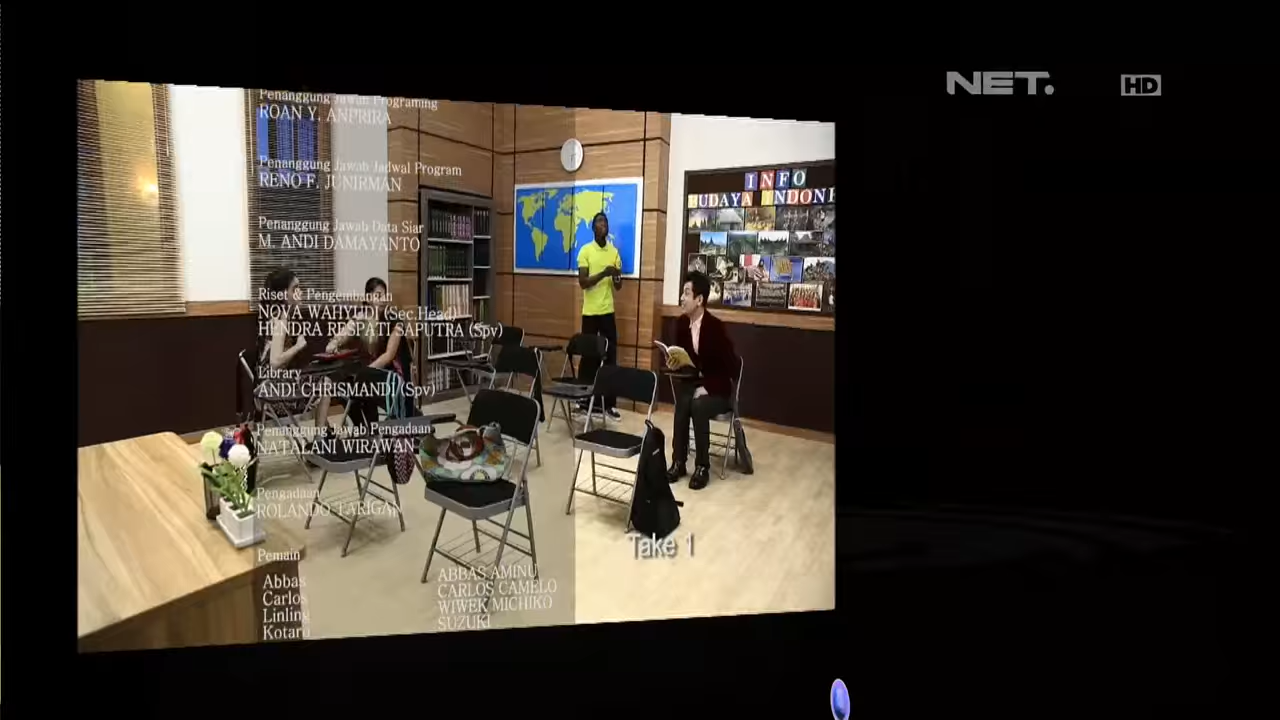 NET.
HD
Penanggung Jawab Programing
ROAN Y. ANPRIRA
Penanggung Jawab Jadwal Program
RENO F. JUNIRMAN
Penanggung Jawab Data Siar
M. ANDI DAMAYANTO
Riset & Pengembangan
NOVA WAHYUDI (Sec.Head)
HENDRA RESPATI SAPUTRA (Spv)
Library
ANDI CHRISMANDI (Spv)
Penanggung Jawab Pengadaan
NATALANI WIRAWAN
Pengadaan
ROLANDO TARIGAN
Pemain
Abbas ABBAS AMINU
Carlos CARLOS CAMELO
Linling WIWEK MICHIKO
Kotaro SUZUKI
INFO
BUDAYA INDONE
Take 1